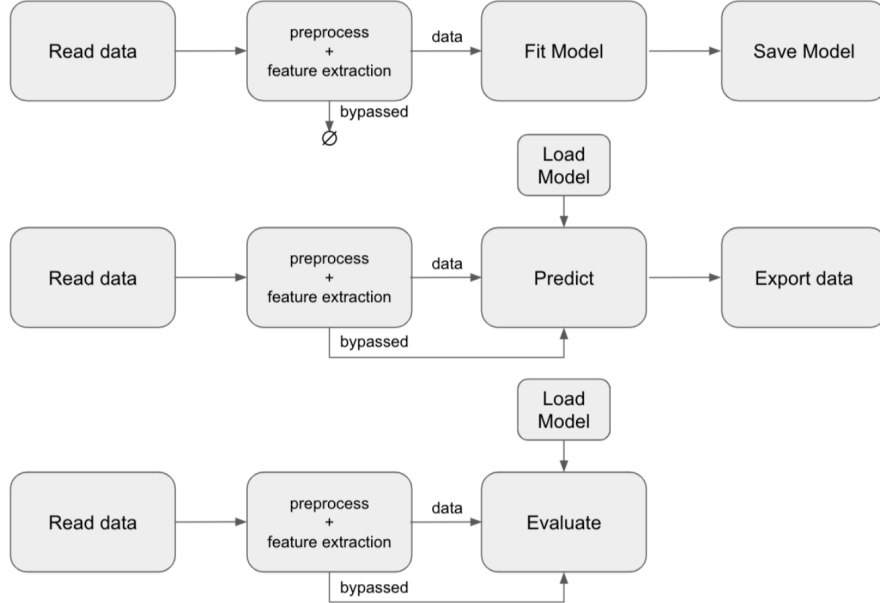 Read data
preprocess
+
feature extraction
data
Fit Model
Save Model
bypassed
∅
Load
Model
Read data
preprocess
+
feature extraction
data
Predict
Export data
bypassed
Load
Model
Read data
preprocess
+
feature extraction
data
Evaluate
bypassed